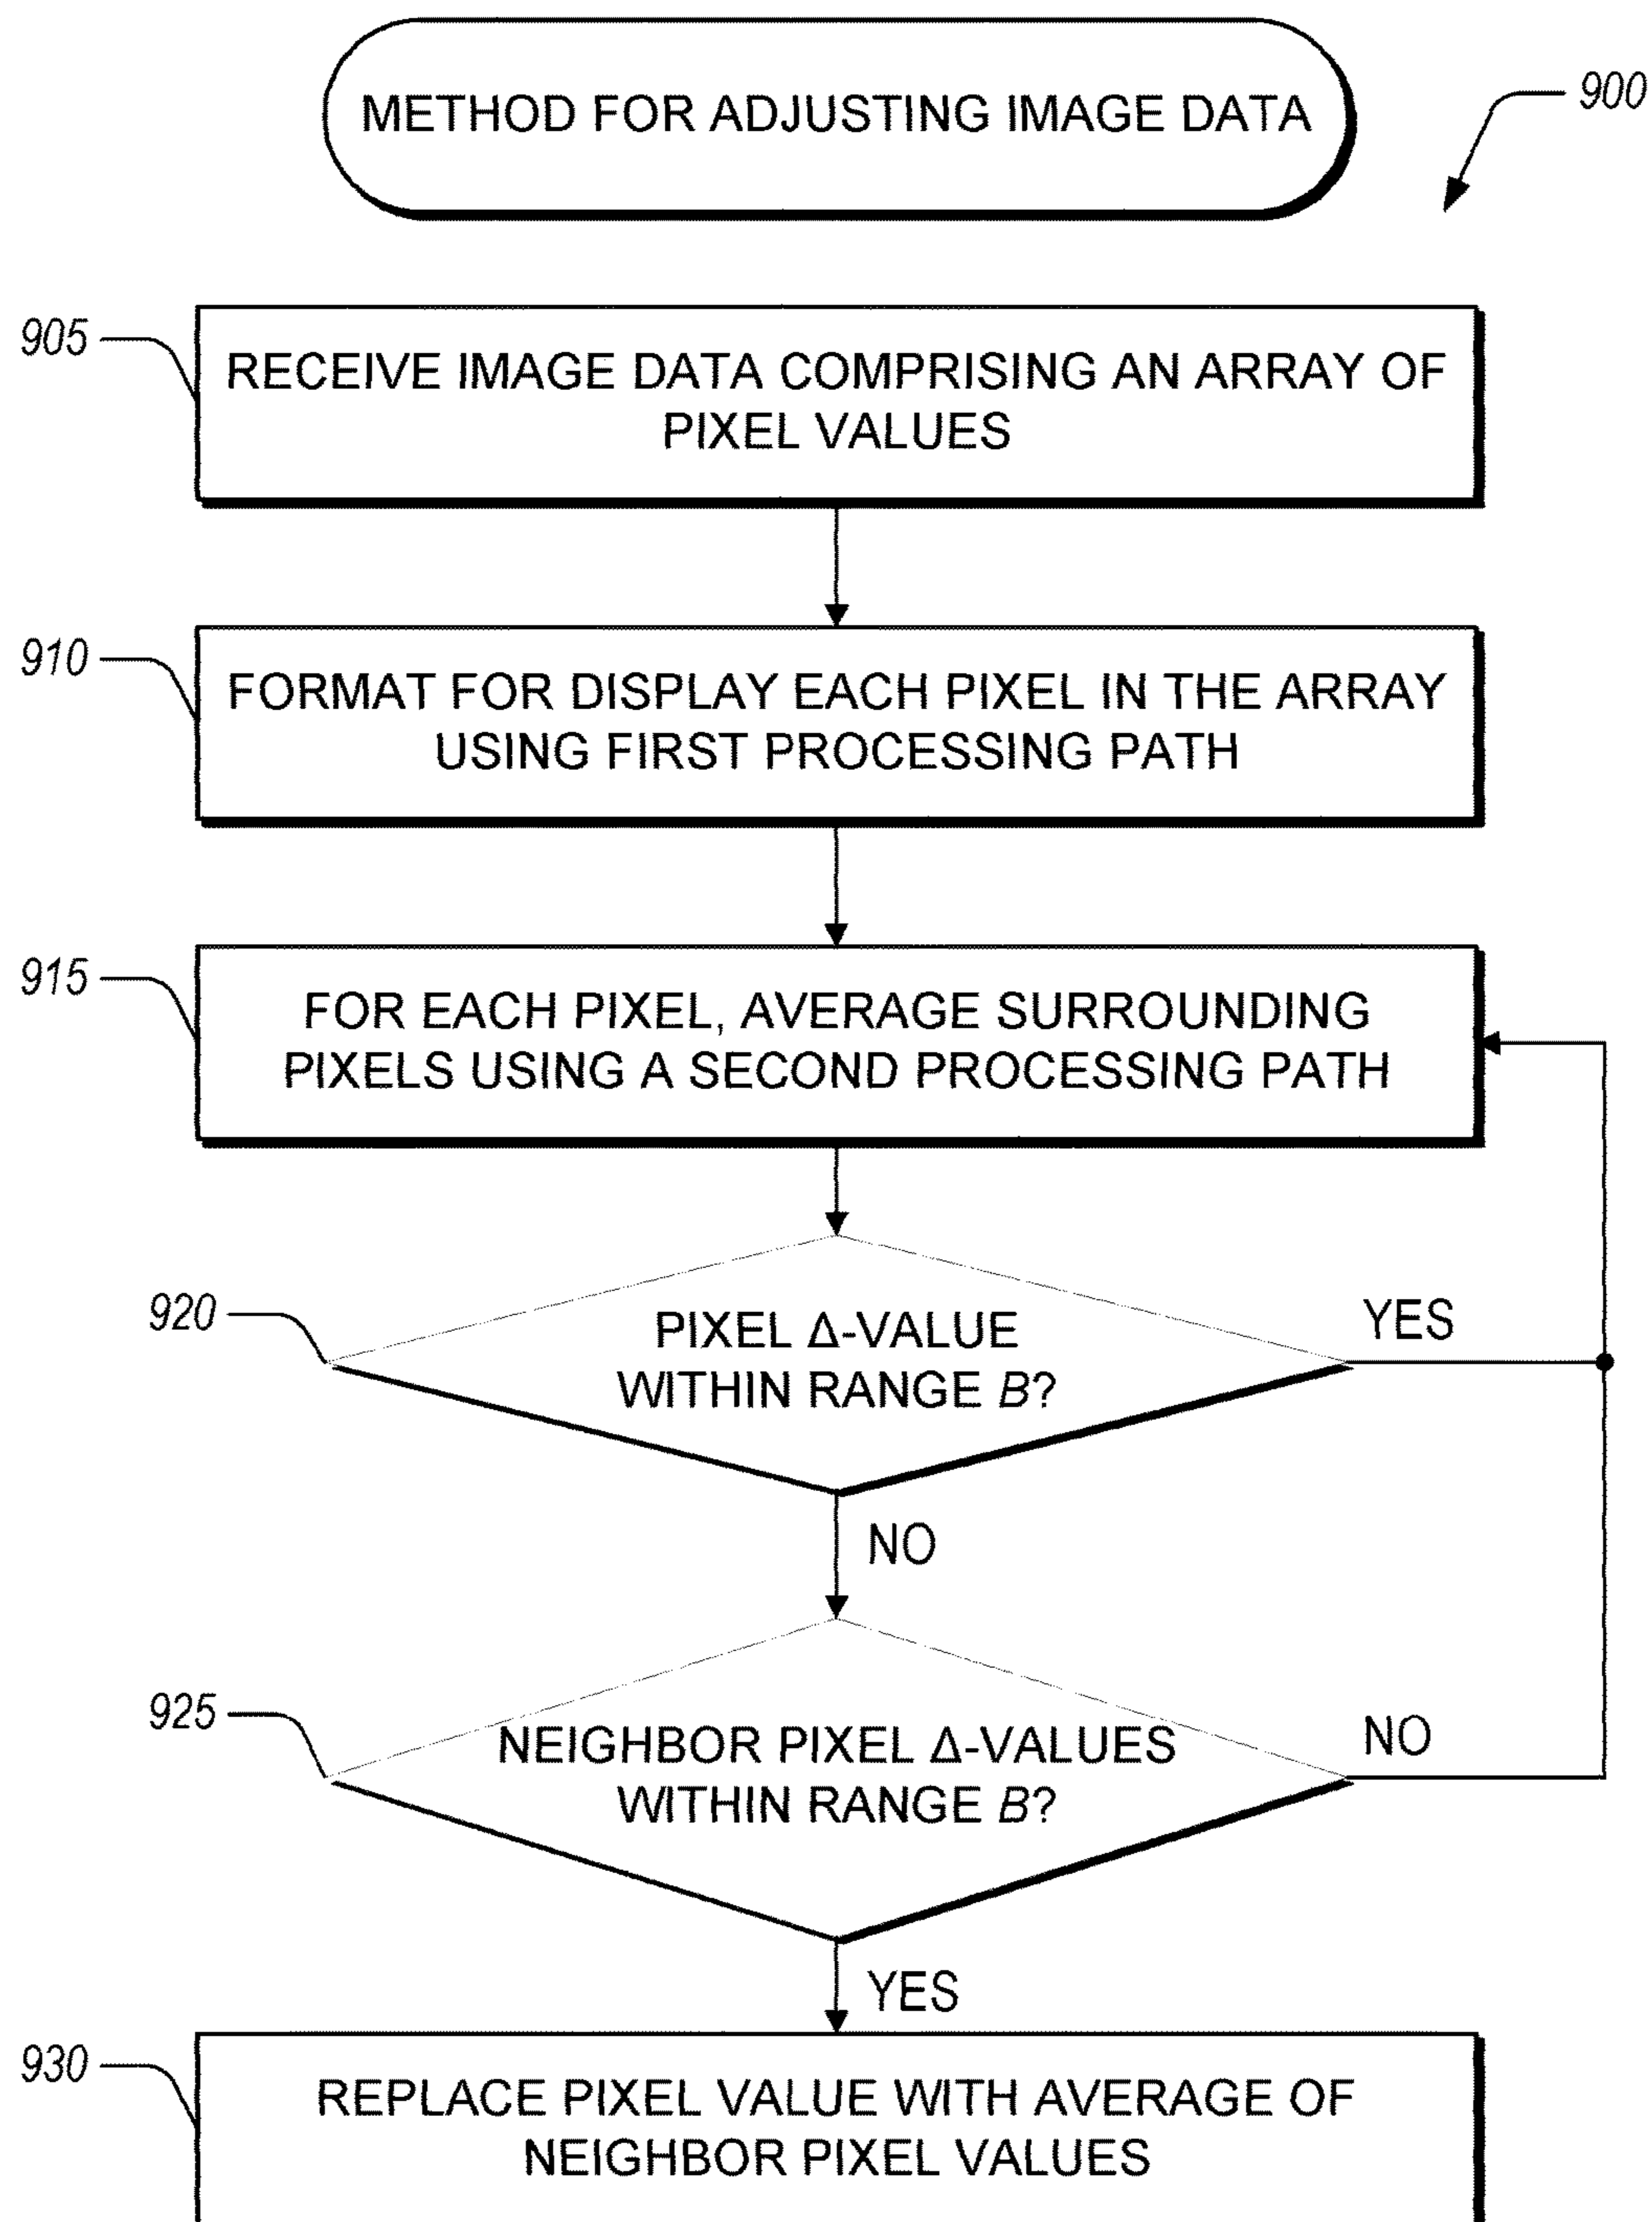 METHOD FOR ADJUSTING IMAGE DATA
900
905
RECEIVE IMAGE DATA COMPRISING AN ARRAY OF
PIXEL VALUES
910
FORMAT FOR DISPLAY EACH PIXEL IN THE ARRAY
USING FIRST PROCESSING PATH
915
FOR EACH PIXEL, AVERAGE SURROUNDING
PIXELS USING A SECOND PROCESSING PATH
920
PIXEL Δ-VALUE
WITHIN RANGE B?
YES
NO
925
NEIGHBOR PIXEL Δ-VALUES
WITHIN RANGE B?
NO
YES
930
REPLACE PIXEL VALUE WITH AVERAGE OF
NEIGHBOR PIXEL VALUES